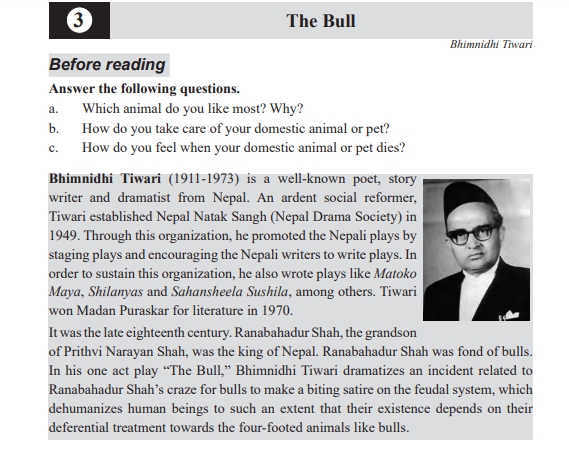 3
The Bull
Bhimnidhi Tiwari
Before reading
Answer the following questions.
a. Which animal do you like most? Why?
b. How do you take care of your domestic animal or pet?
c. How do you feel when your domestic animal or pet dies?
Bhimnidhi Tiwari (1911-1973) is a well-known poet, story
writer and dramatist from Nepal. An ardent social reformer,
Tiwari established Nepal Natak Sangh (Nepal Drama Society) in
1949. Through this organization, he promoted the Nepali plays by
staging plays and encouraging the Nepali writers to write plays. In
order to sustain this organization, he also wrote plays like Matoko
Maya, Shilanyas and Sahansheela Sushila, among others. Tiwari
won Madan Puraskar for literature in 1970.
It was the late eighteenth century. Ranabahadur Shah, the grandson
of Prithvi Narayan Shah, was the king of Nepal. Ranabahadur Shah was fond of bulls.
In his one act play “The Bull,” Bhimnidhi Tiwari dramatizes an incident related to
Ranabahadur Shah’s craze for bulls to make a biting satire on the feudal system, which
dehumanizes human beings to such an extent that their existence depends on their
deferential treatment towards the four-footed animals like bulls.